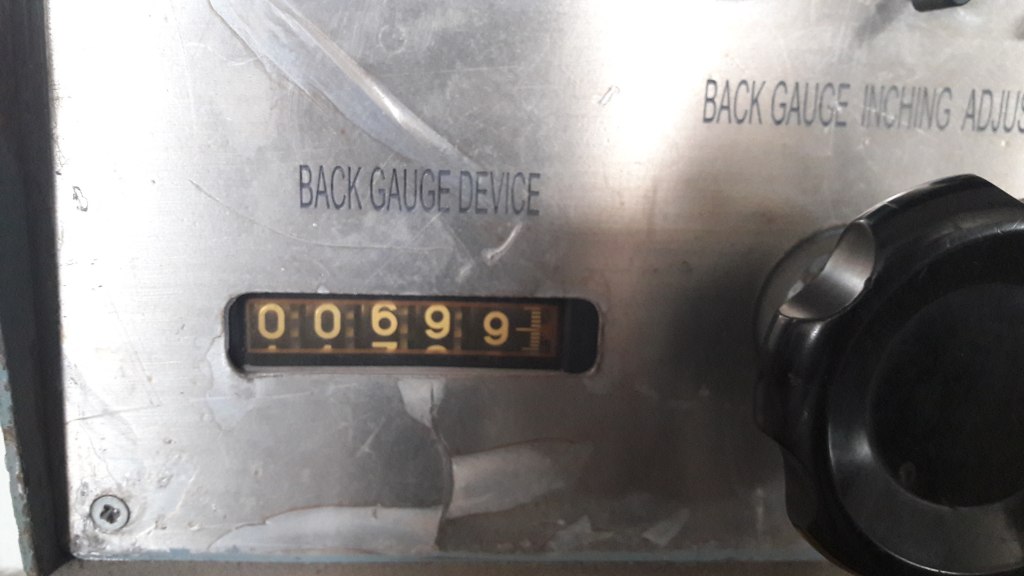 BACK GAUGE INCHING ADJUS
BACK GAUGE DEVICE
00699